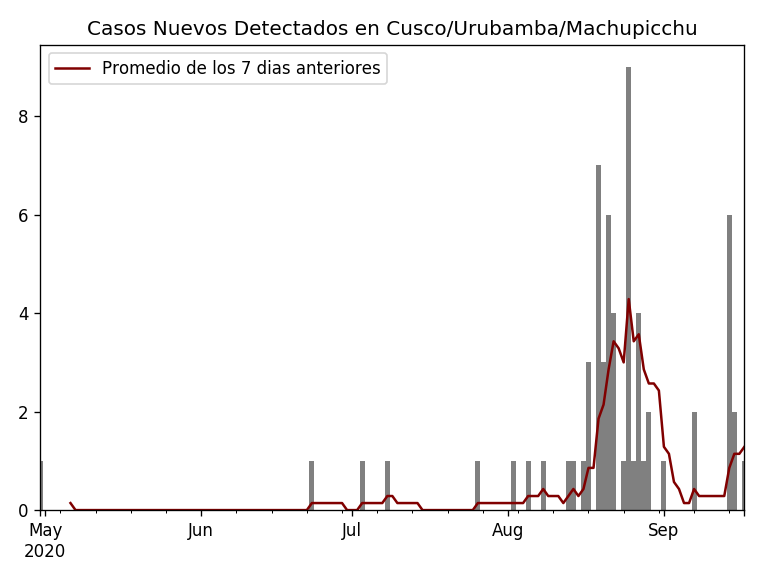 Casos Nuevos Detectados en Cusco/Urubamba/Machupicchu
Promedio de los 7 dias anteriores
8
6
4
2
0
May Jun Jul Aug Sep
2020